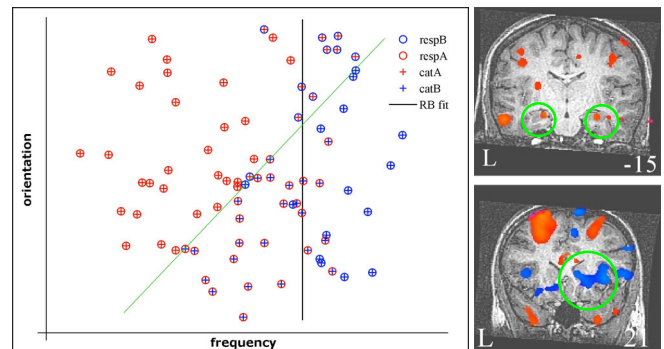 respB
respA
catA
catB
RB fit
orientation
frequency
L
-15
L
21